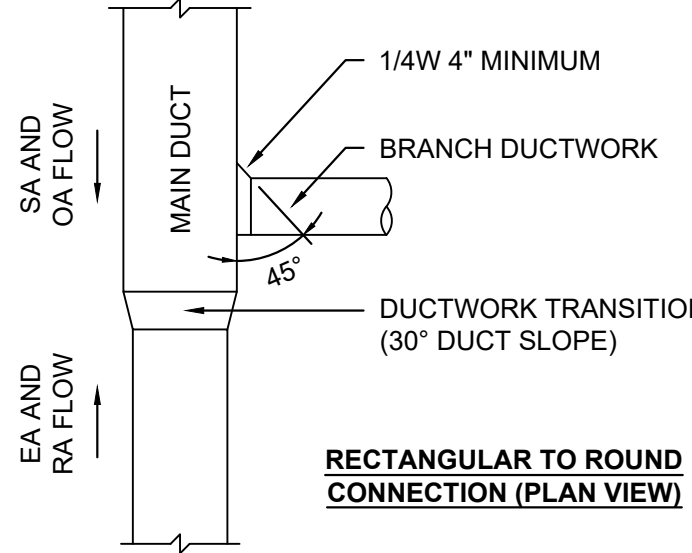 1/4W 4" MINIMUM
SA AND
OA FLOW
MAIN DUCT
BRANCH DUCTWORK
45°
DUCTWORK TRANSITION
(30° DUCT SLOPE)
EA AND
RA FLOW
RECTANGULAR TO ROUND
CONNECTION (PLAN VIEW)